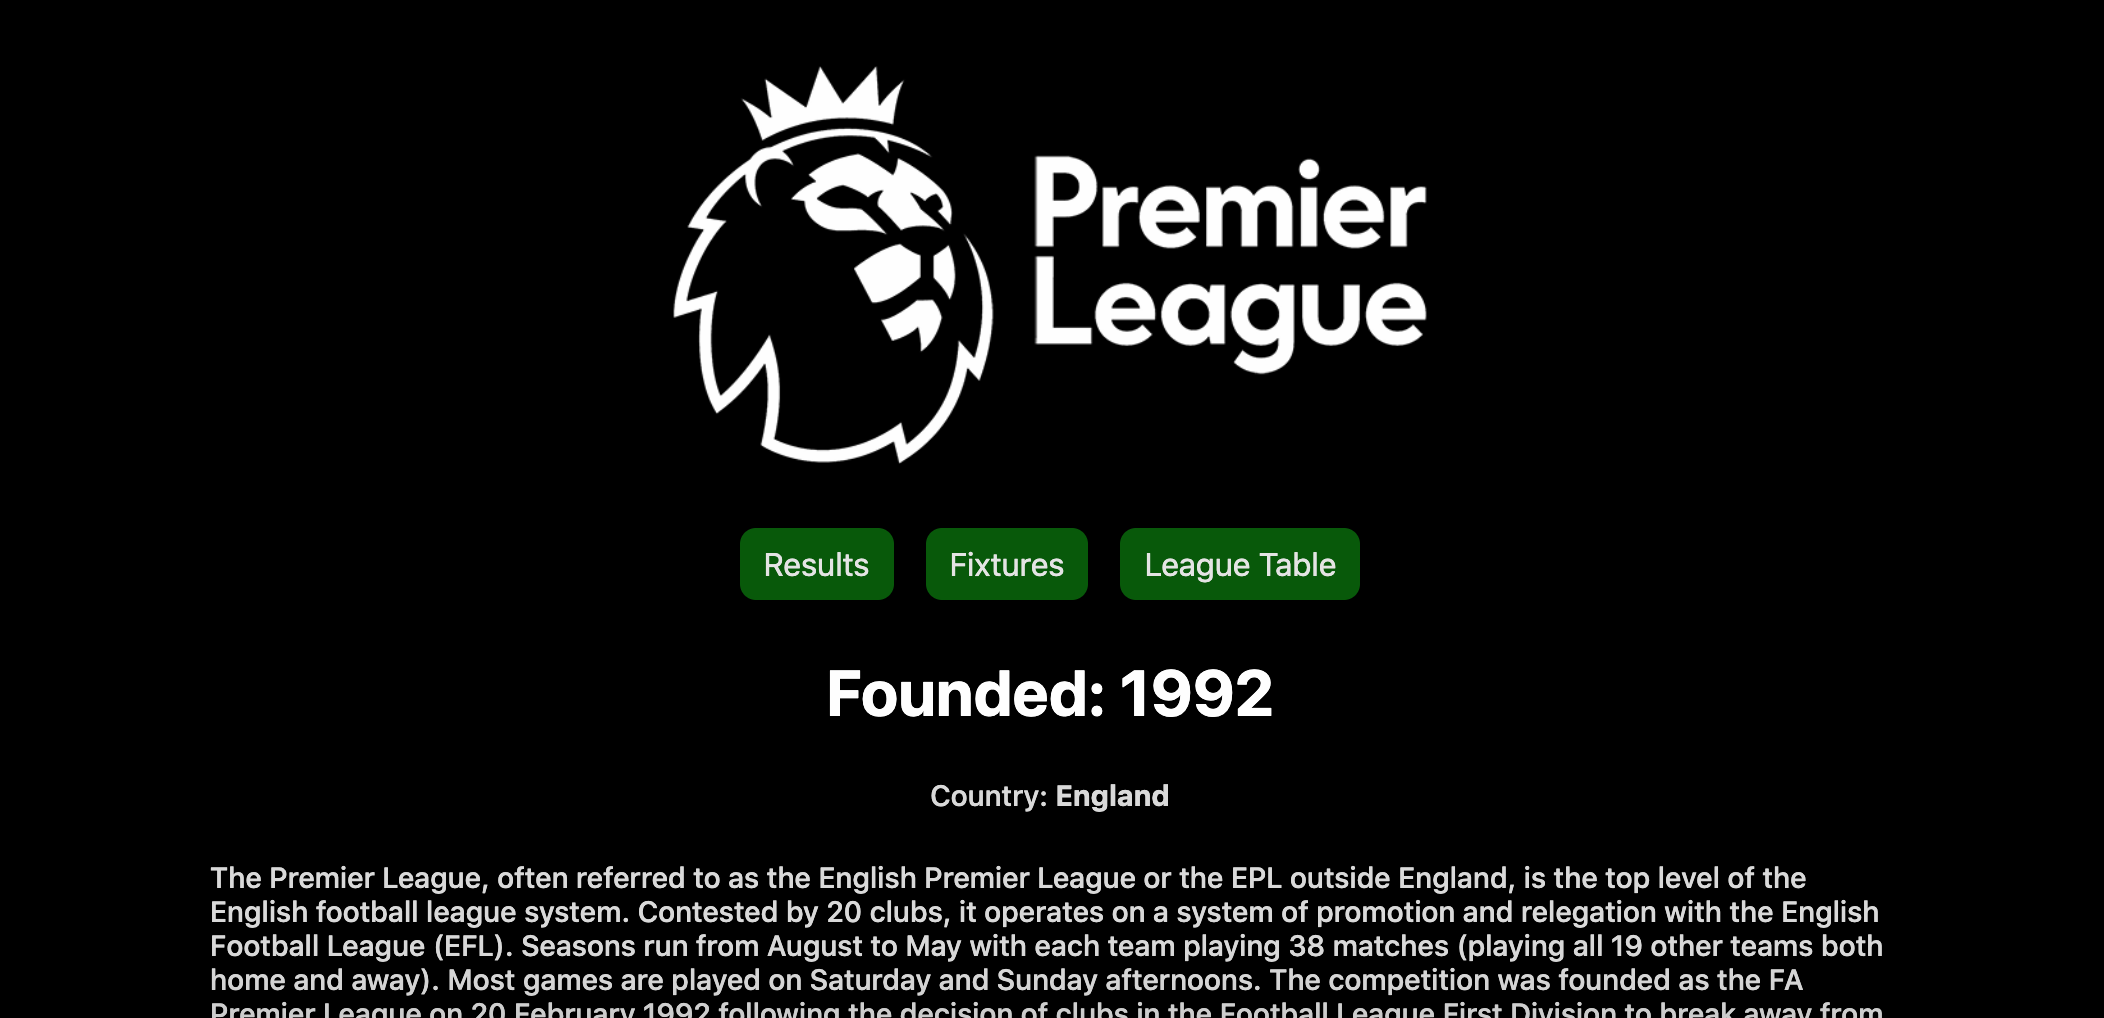 Premier
League
Results
Fixtures
League Table
Founded: 1992
Country: England
The Premier League, often referred to as the English Premier League or the EPL outside England, is the top level of the
English football league system. Contested by 20 clubs, it operates on a system of promotion and relegation with the English
Football League (EFL). Seasons run from August to May with each team playing 38 matches (playing all 19 other teams both
home and away). Most games are played on Saturday and Sunday afternoons. The competition was founded as the FA
Premier League on 20 February 1992 following the decision of clubs in the Football League First Division to break away from